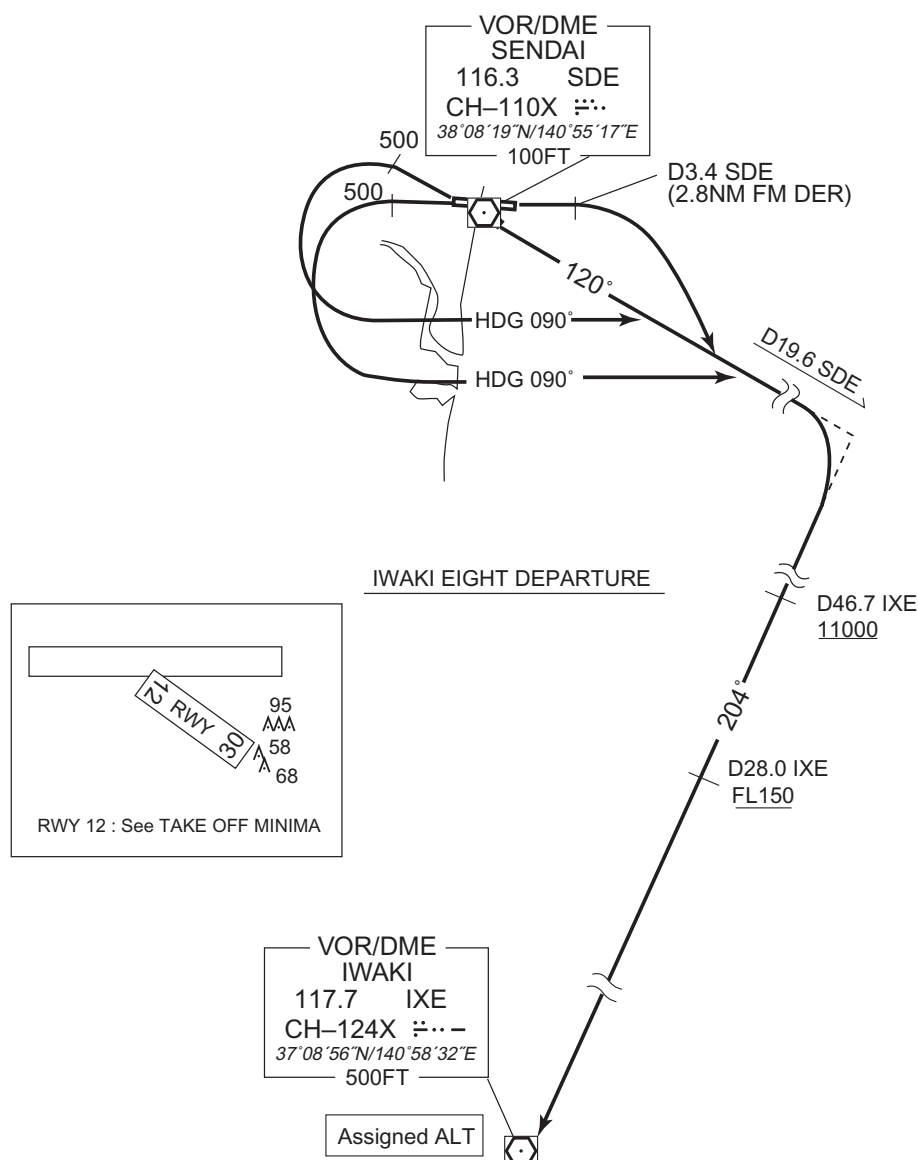 VOR/DME
SENDAI
116.3 SDE
CH–110X
38°08´19˝N/140°55´17˝E
100FT
500
500
D3.4 SDE
(2.8NM FM DER)
120°
HDG 090°
D19.6 SDE
HDG 090°
IWAKI EIGHT DEPARTURE
D46.7 IXE
11000
204°
D28.0 IXE
FL150
12 RWY 30
95
58
68
RWY 12 : See TAKE OFF MINIMA
VOR/DME
IWAKI
117.7 IXE
CH–124X
37°08´56˝N/140°58´32˝E
500FT
Assigned ALT